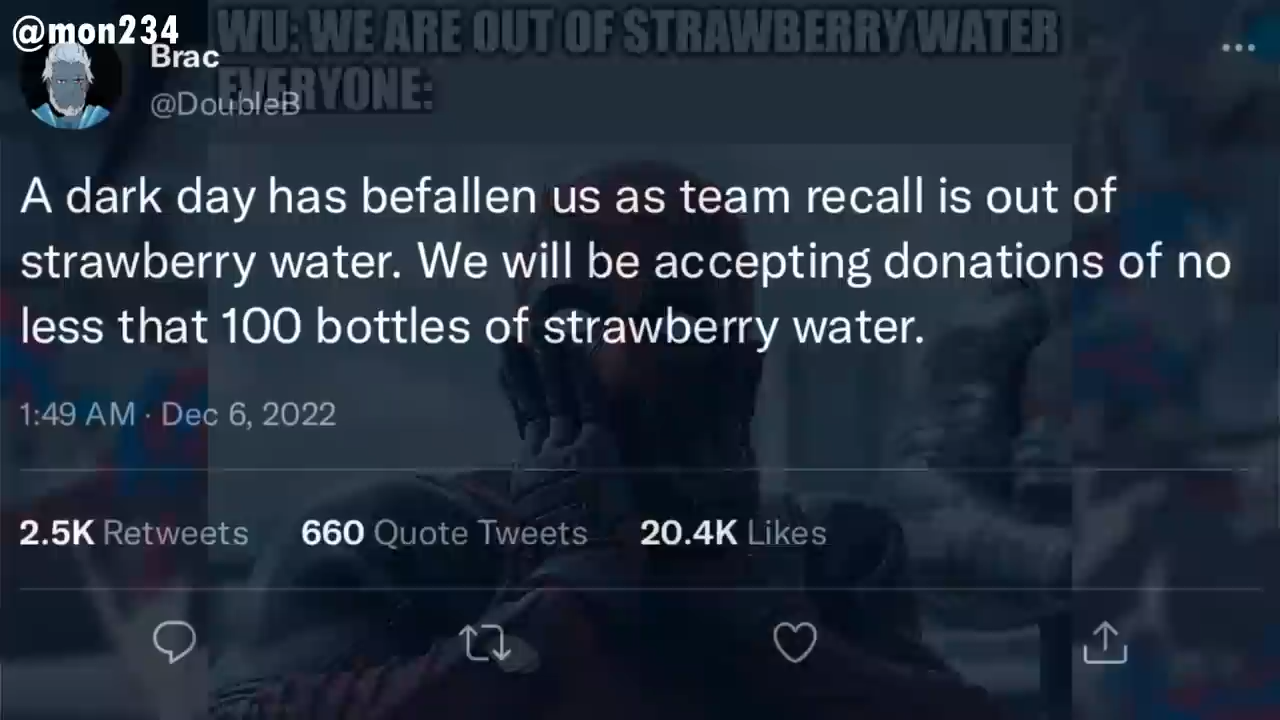 @mon234
WU: WE ARE OUT OF STRAWBERRY WATER
EVERYONE:
Brac
@DoubleB
A dark day has befallen us as team recall is out of
strawberry water. We will be accepting donations of no
less that 100 bottles of strawberry water.
1:49 AM · Dec 6, 2022
2.5K Retweets 660 Quote Tweets 20.4K Likes